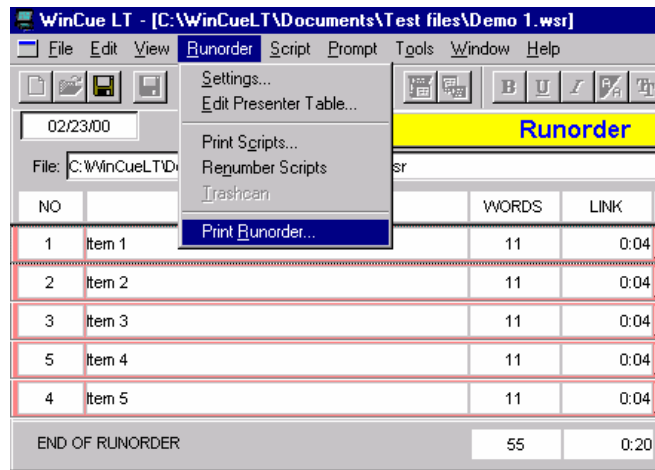 WinCue LT - [C:\WinCueLT\Documents\Test files\Demo 1.wsr]
File Edit View Runorder Script Prompt Tools Window Help
Settings...
Edit Presenter Table...
Print Scripts...
Renumber Scripts
Trashcan
Print Runorder...
B U I
02/23/00 Runorder
File: C:\WinCueLT\D sr
NO WORDS LINK
1 Item 1 11 0:04
2 Item 2 11 0:04
3 Item 3 11 0:04
5 Item 4 11 0:04
4 Item 5 11 0:04
END OF RUNORDER 55 0:20